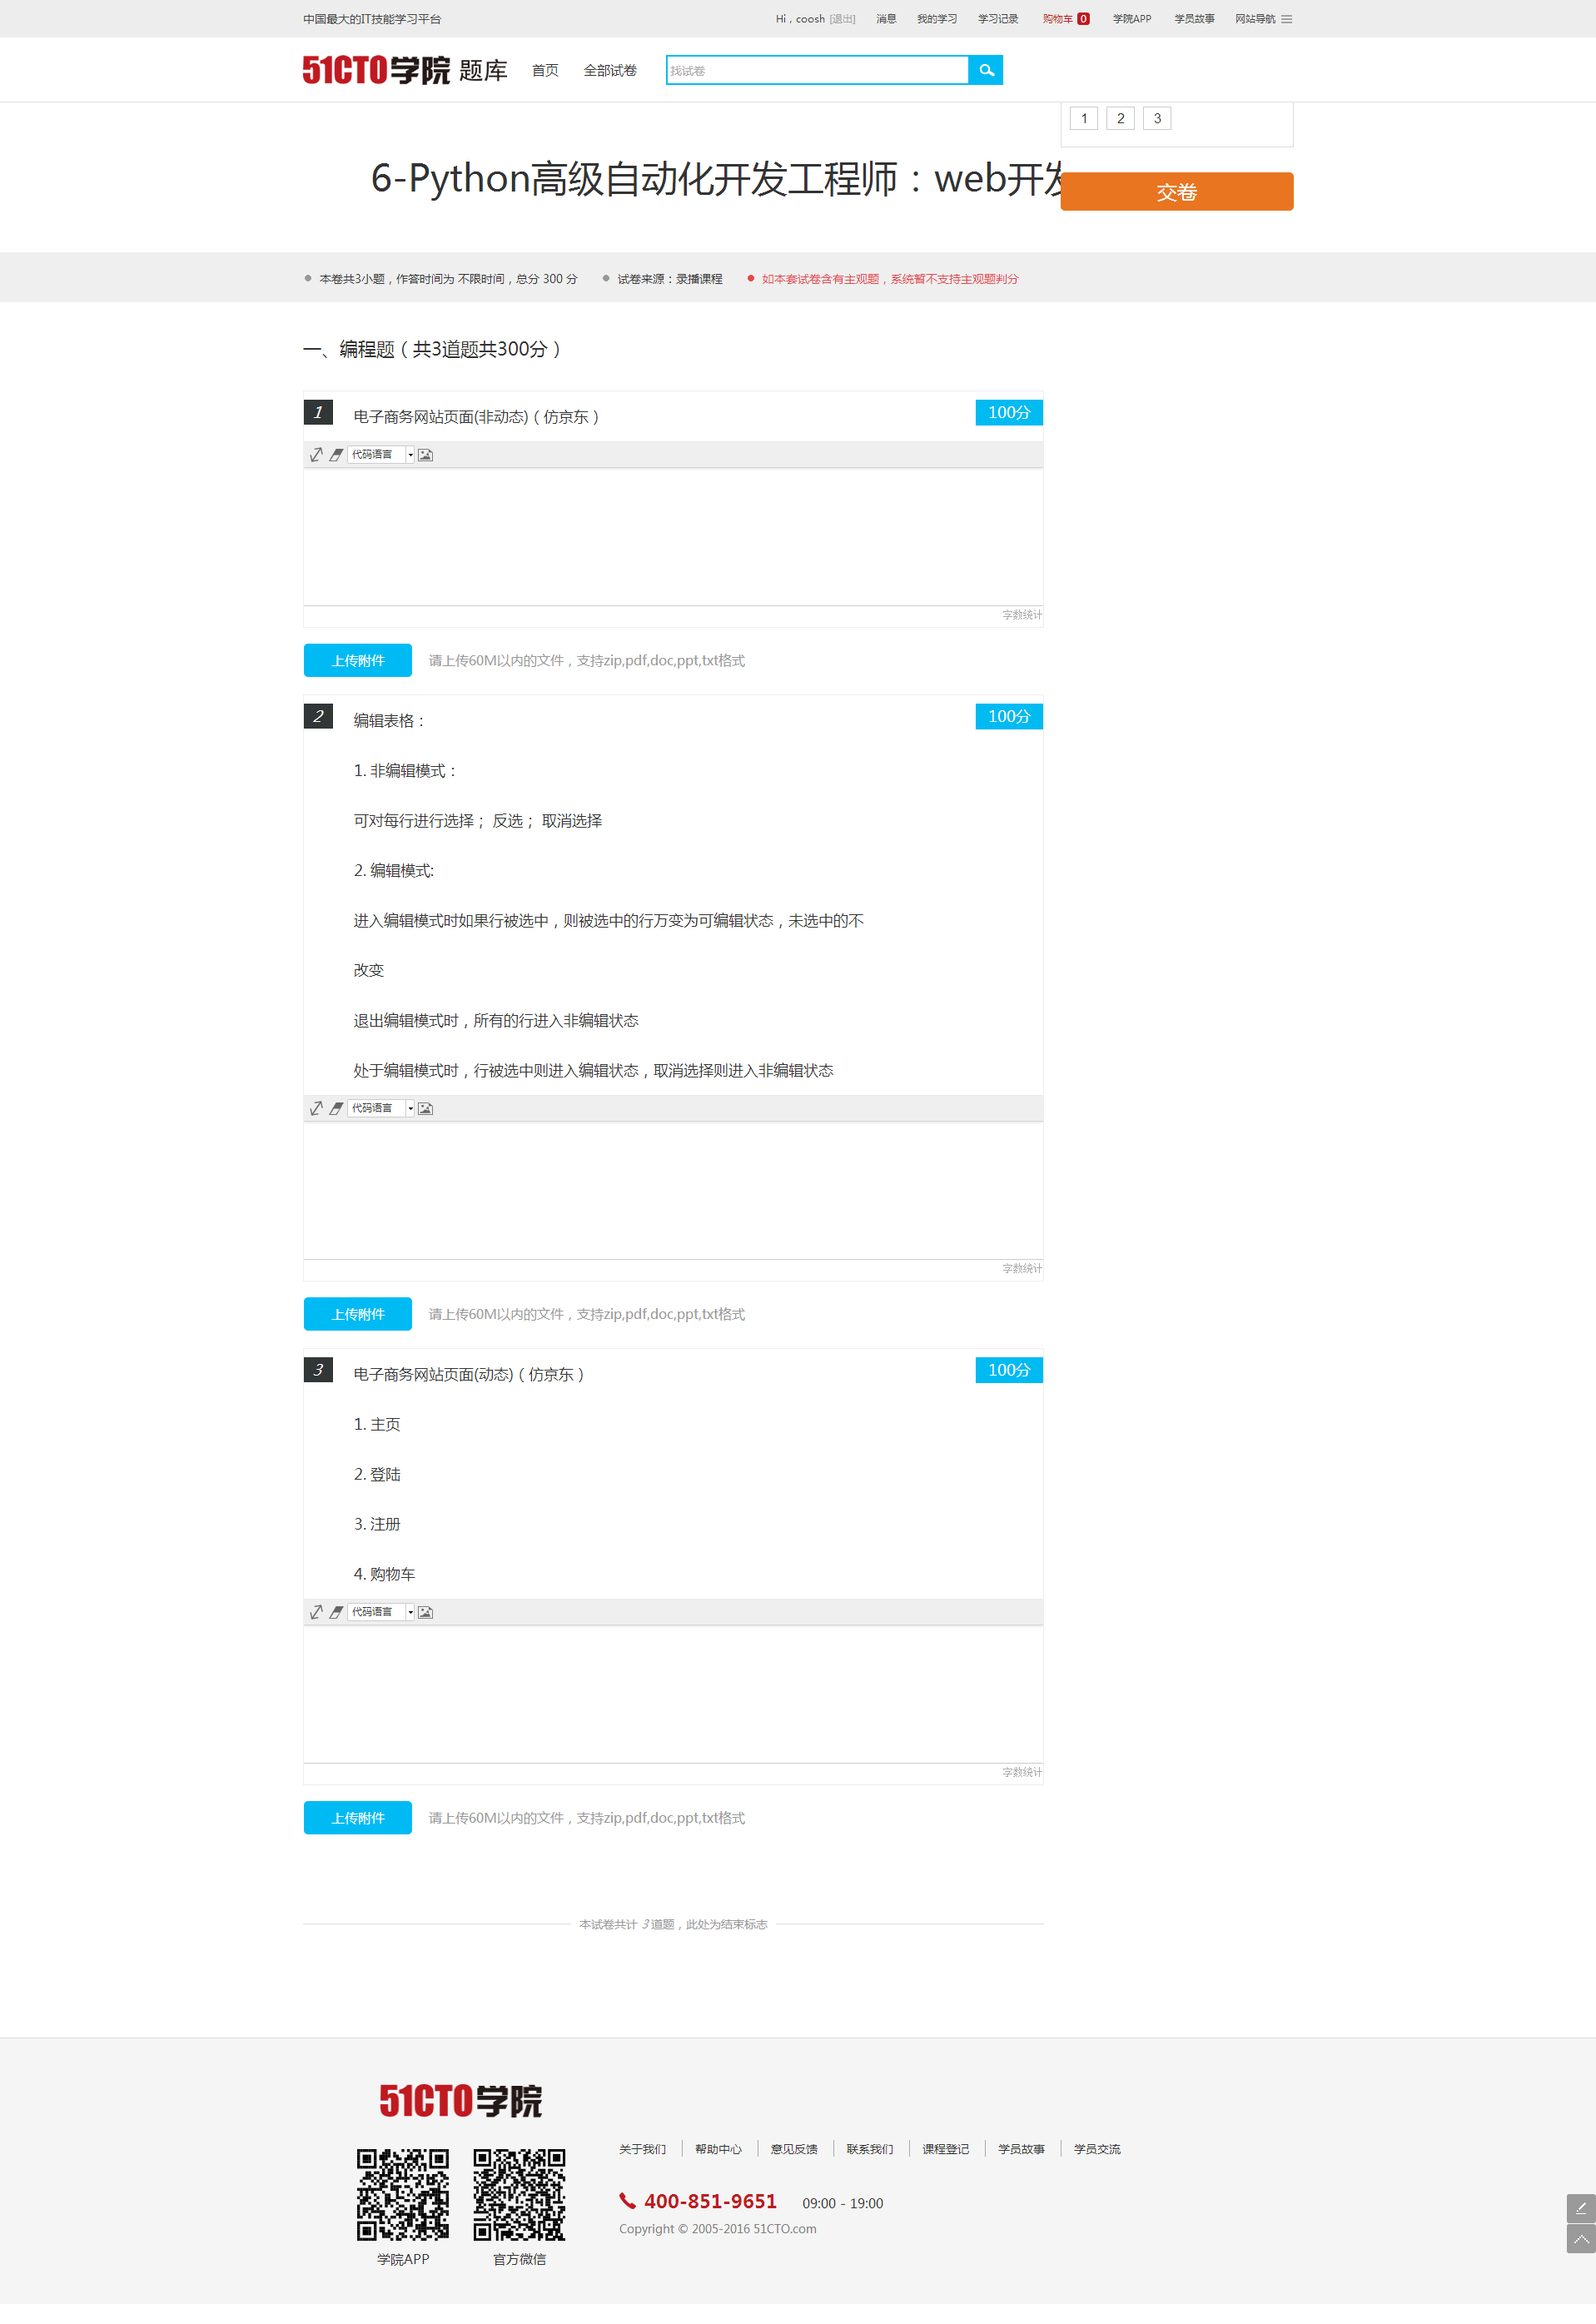 中国最大的IT技能学习平台
Hi，coosh [退出] 消息 我的学习 学习记录 购物车 0 学院APP 学员故事 网站导航
51CTO学院 题库 首页 全部试卷 找试卷
1 2 3
6-Python高级自动化开发工程师：web开发
交卷
本卷共3小题，作答时间为 不限时间，总分 300 分 试卷来源：录播课程 如本套试卷含有主观题，系统暂不支持主观题判分
一、编程题（共3道题共300分）
1 电子商务网站页面(非动态)（仿京东） 100分
代码语言
字数统计
上传附件 请上传60M以内的文件，支持zip,pdf,doc,ppt,txt格式
2 编辑表格： 100分
1. 非编辑模式：
可对每行进行选择； 反选； 取消选择
2. 编辑模式:
进入编辑模式时如果行被选中，则被选中的行万变为可编辑状态，未选中的不
改变
退出编辑模式时，所有的行进入非编辑状态
处于编辑模式时，行被选中则进入编辑状态，取消选择则进入非编辑状态
代码语言
字数统计
上传附件 请上传60M以内的文件，支持zip,pdf,doc,ppt,txt格式
3 电子商务网站页面(动态)（仿京东） 100分
1. 主页
2. 登陆
3. 注册
4. 购物车
代码语言
字数统计
上传附件 请上传60M以内的文件，支持zip,pdf,doc,ppt,txt格式
本试卷共计 3 道题，此处为结束标志
51CTO学院
关于我们 帮助中心 意见反馈 联系我们 课程登记 学员故事 学员交流
400-851-9651 09:00 - 19:00
Copyright © 2005-2016 51CTO.com
学院APP 官方微信